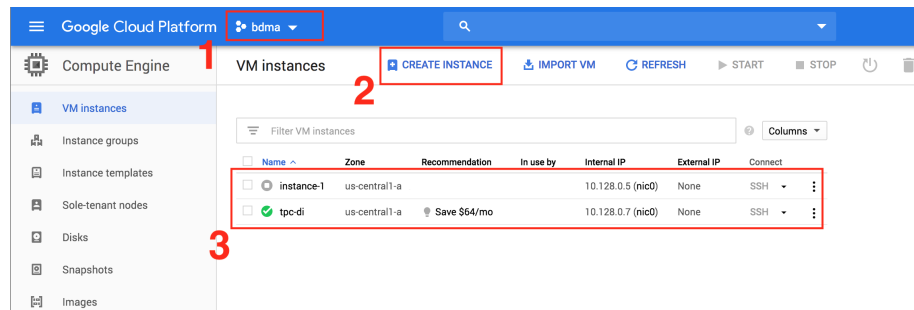 Google Cloud Platform bdma
1
Compute Engine VM instances CREATE INSTANCE IMPORT VM REFRESH START STOP
2
VM instances
Instance groups
Instance templates
Sole-tenant nodes
Disks
Snapshots
Images
Filter VM instances Columns
Name Zone Recommendation In use by Internal IP External IP Connect
instance-1 us-central1-a 10.128.0.5 (nic0) None SSH
tpc-di us-central1-a Save $64/mo 10.128.0.7 (nic0) None SSH
3